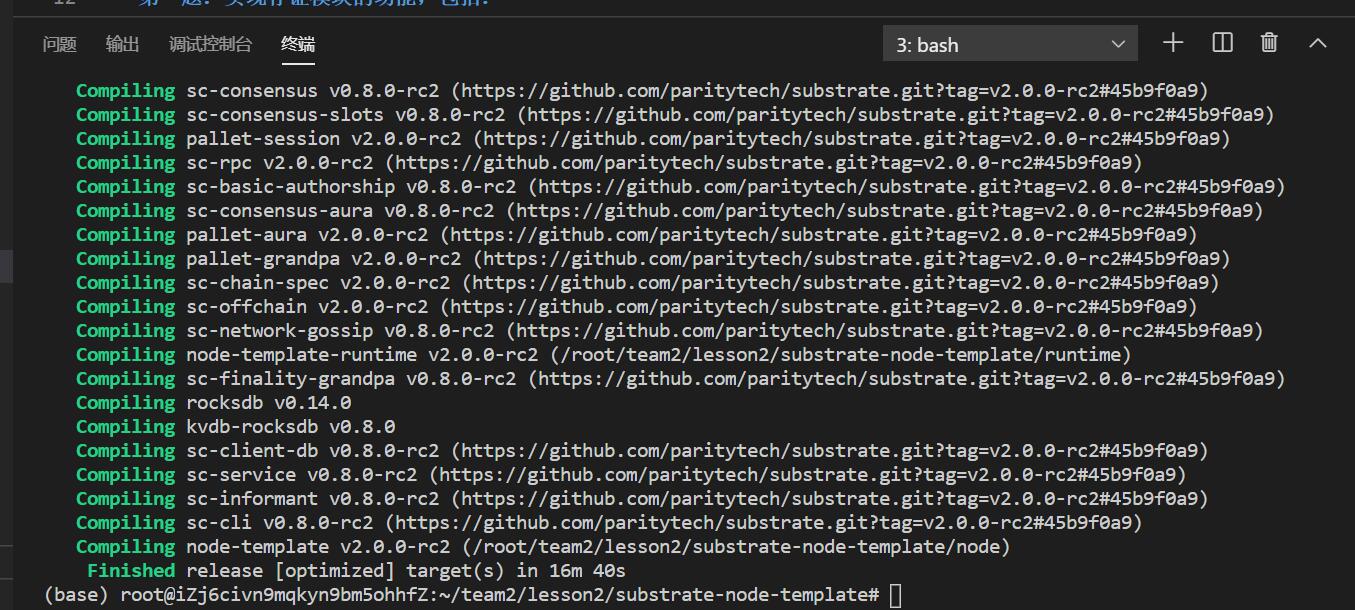 12
问题 输出 调试控制台 终端 3: bash
Compiling sc-consensus v0.8.0-rc2 (https://github.com/paritytech/substrate.git?tag=v2.0.0-rc2#45b9f0a9)
Compiling sc-consensus-slots v0.8.0-rc2 (https://github.com/paritytech/substrate.git?tag=v2.0.0-rc2#45b9f0a9)
Compiling pallet-session v2.0.0-rc2 (https://github.com/paritytech/substrate.git?tag=v2.0.0-rc2#45b9f0a9)
Compiling sc-rpc v2.0.0-rc2 (https://github.com/paritytech/substrate.git?tag=v2.0.0-rc2#45b9f0a9)
Compiling sc-basic-authorship v0.8.0-rc2 (https://github.com/paritytech/substrate.git?tag=v2.0.0-rc2#45b9f0a9)
Compiling sc-consensus-aura v0.8.0-rc2 (https://github.com/paritytech/substrate.git?tag=v2.0.0-rc2#45b9f0a9)
Compiling pallet-aura v2.0.0-rc2 (https://github.com/paritytech/substrate.git?tag=v2.0.0-rc2#45b9f0a9)
Compiling pallet-grandpa v2.0.0-rc2 (https://github.com/paritytech/substrate.git?tag=v2.0.0-rc2#45b9f0a9)
Compiling sc-chain-spec v2.0.0-rc2 (https://github.com/paritytech/substrate.git?tag=v2.0.0-rc2#45b9f0a9)
Compiling sc-offchain v2.0.0-rc2 (https://github.com/paritytech/substrate.git?tag=v2.0.0-rc2#45b9f0a9)
Compiling sc-network-gossip v0.8.0-rc2 (https://github.com/paritytech/substrate.git?tag=v2.0.0-rc2#45b9f0a9)
Compiling node-template-runtime v2.0.0-rc2 (/root/team2/lesson2/substrate-node-template/runtime)
Compiling sc-finality-grandpa v0.8.0-rc2 (https://github.com/paritytech/substrate.git?tag=v2.0.0-rc2#45b9f0a9)
Compiling rocksdb v0.14.0
Compiling kvdb-rocksdb v0.8.0
Compiling sc-client-db v0.8.0-rc2 (https://github.com/paritytech/substrate.git?tag=v2.0.0-rc2#45b9f0a9)
Compiling sc-service v0.8.0-rc2 (https://github.com/paritytech/substrate.git?tag=v2.0.0-rc2#45b9f0a9)
Compiling sc-informant v0.8.0-rc2 (https://github.com/paritytech/substrate.git?tag=v2.0.0-rc2#45b9f0a9)
Compiling sc-cli v0.8.0-rc2 (https://github.com/paritytech/substrate.git?tag=v2.0.0-rc2#45b9f0a9)
Compiling node-template v2.0.0-rc2 (/root/team2/lesson2/substrate-node-template/node)
Finished release [optimized] target(s) in 16m 40s
(base) root@iZj6civn9mqkyn9bm5ohhfZ:~/team2/lesson2/substrate-node-template#